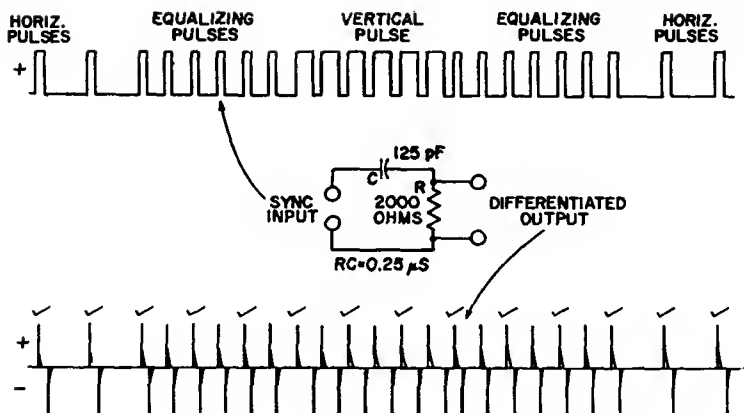 HORIZ.
PULSES
EQUALIZING
PULSES
VERTICAL
PULSE
EQUALIZING
PULSES
HORIZ.
PULSES
+
125 pF
C
R
SYNC
INPUT
2000
OHMS
DIFFERENTIATED
OUTPUT
RC=0.25 µS
+
−